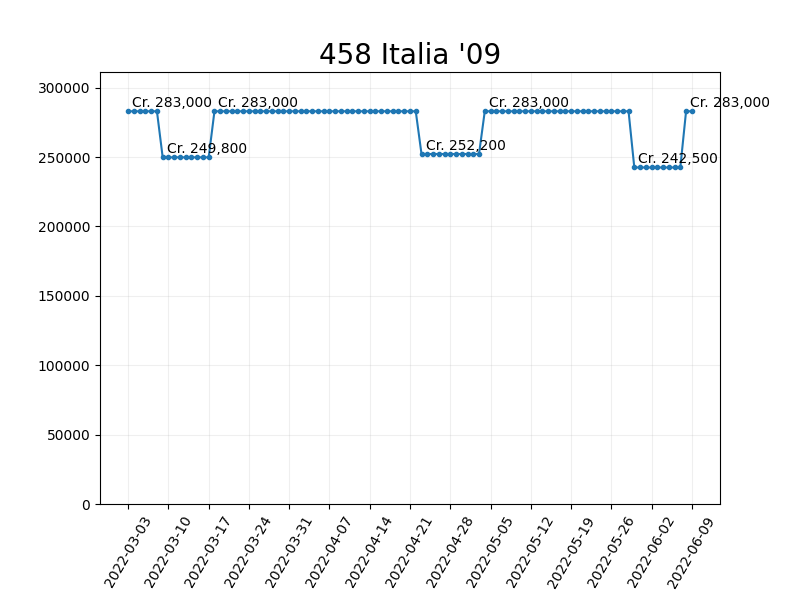 458 Italia '09
300000
250000
200000
150000
100000
50000
0
Cr. 283,000
Cr. 249,800
Cr. 283,000
Cr. 252,200
Cr. 283,000
Cr. 242,500
Cr. 283,000
2022-03-03
2022-03-10
2022-03-17
2022-03-24
2022-03-31
2022-04-07
2022-04-14
2022-04-21
2022-04-28
2022-05-05
2022-05-12
2022-05-19
2022-05-26
2022-06-02
2022-06-09